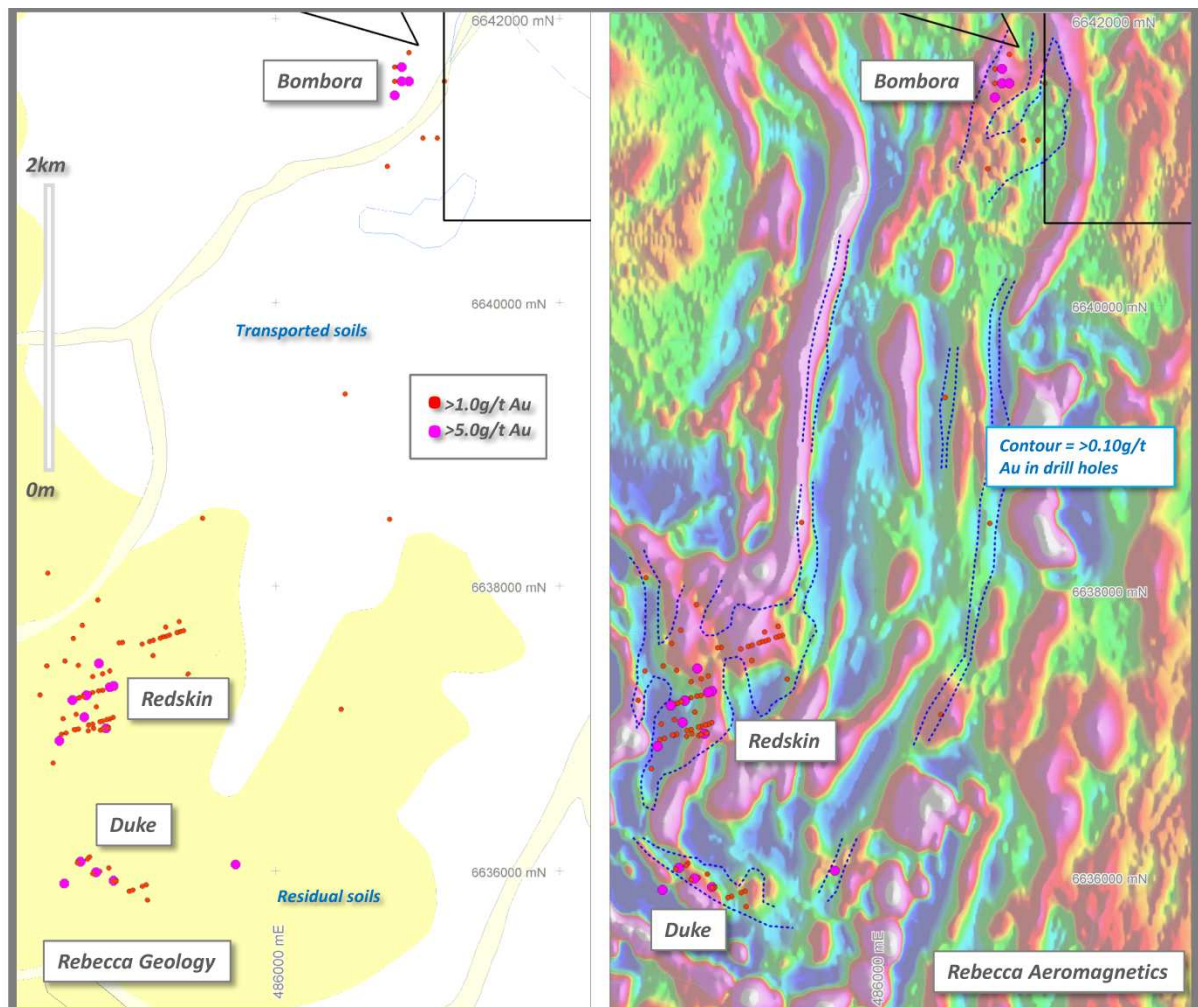 6642000 mN
Bombora
2km
6640000 mN
Transported soils
>1.0g/t Au
>5.0g/t Au
0m
6638000 mN
Redskin
Duke
6636000 mN
Residual soils
486000 mE
Rebecca Geology
6642000 mN
Bombora
6640000 mN
Contour = >0.10g/t
Au in drill holes
6638000 mN
Redskin
6636000 mN
Duke
486000 mE
Rebecca Aeromagnetics